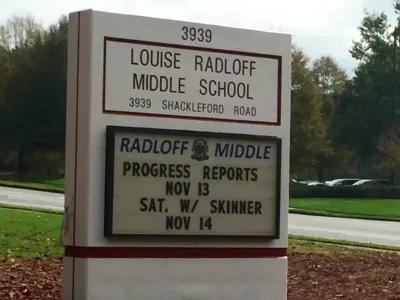 3939
LOUISE RADLOFF
MIDDLE SCHOOL
3939 SHACKLEFORD ROAD
RADLOFF MIDDLE
PROGRESS REPORTS
NOV 13
SAT. W/ SKINNER
NOV 14